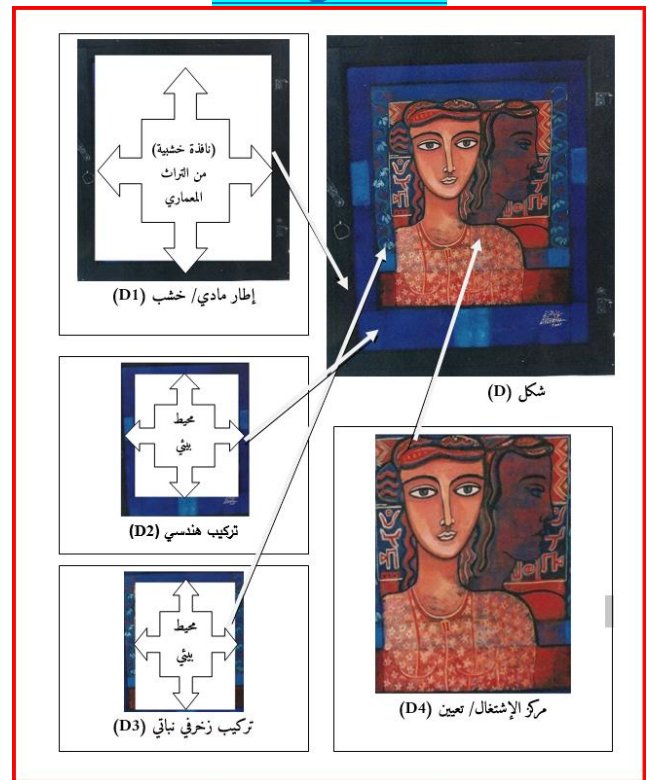 (نافذة خشبية)
من التراث
المعماري
إطار مادي/ خشب (D1)
شكل (D)
محيط
بيئي
تركيب هندسي (D2)
محيط
بيئي
تركيب زخرفي نباتي (D3)
مركز الإشتغال/ تعيين (D4)